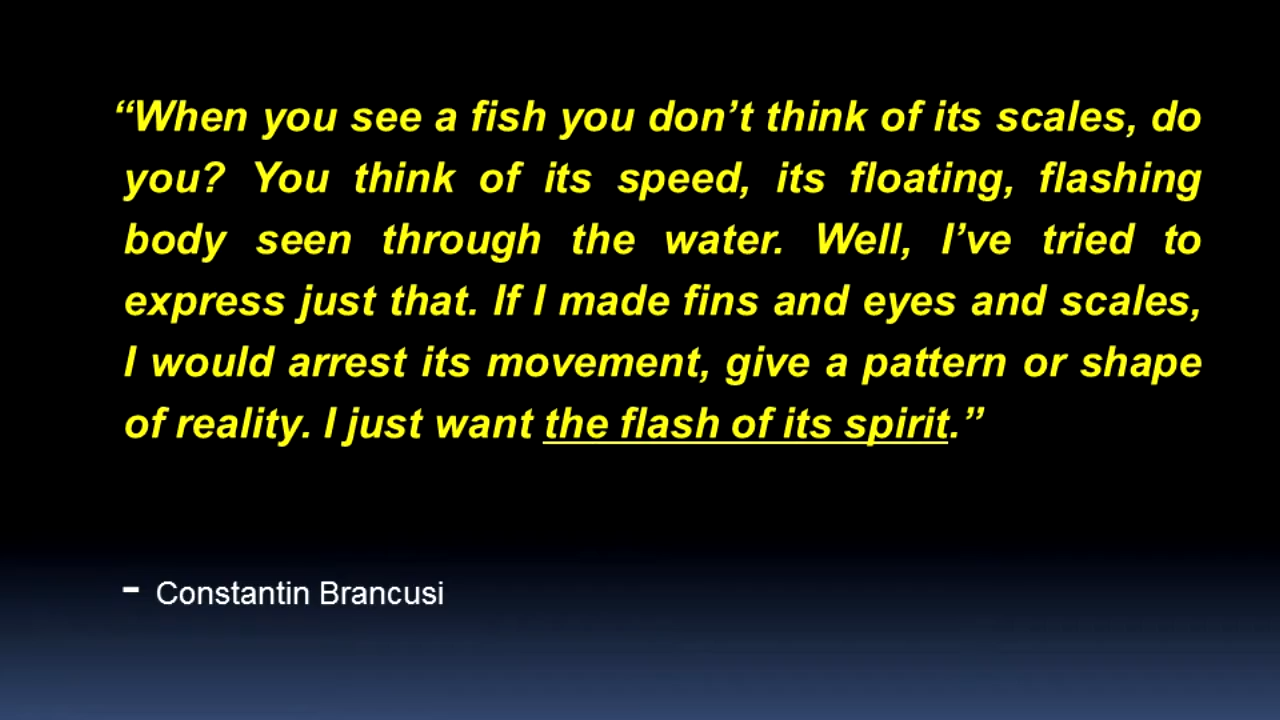 “When you see a fish you don’t think of its scales, do
you? You think of its speed, its floating, flashing
body seen through the water. Well, I’ve tried to
express just that. If I made fins and eyes and scales,
I would arrest its movement, give a pattern or shape
of reality. I just want the flash of its spirit.”
- Constantin Brancusi